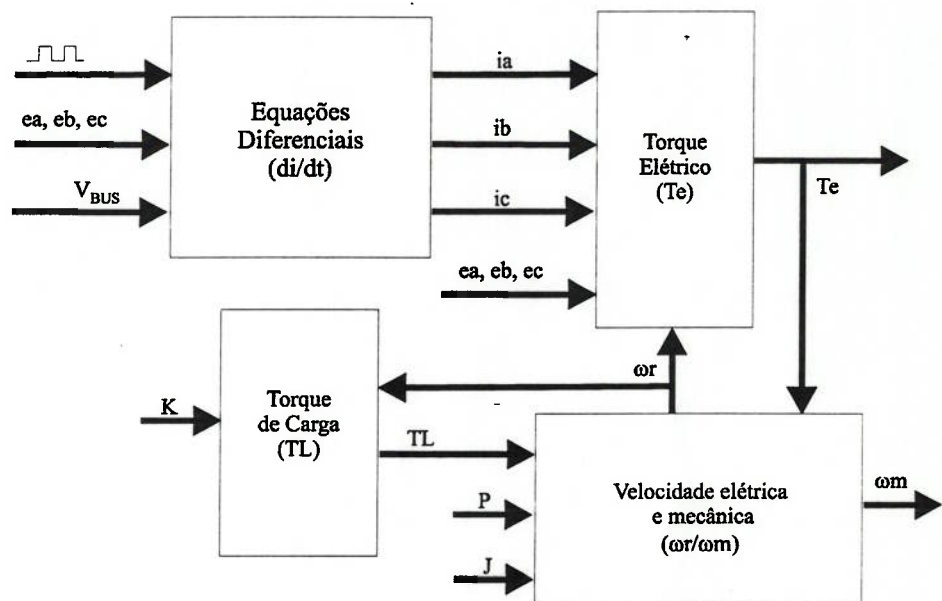 ea, eb, ec
V_BUS
Equações
Diferenciais
(di/dt)
ia
ib
ic
ea, eb, ec
Torque
Elétrico
(Te)
Te
ωr
K
Torque
de Carga
(TL)
TL
P
J
Velocidade elétrica
e mecânica
(ωr/ωm)
ωm